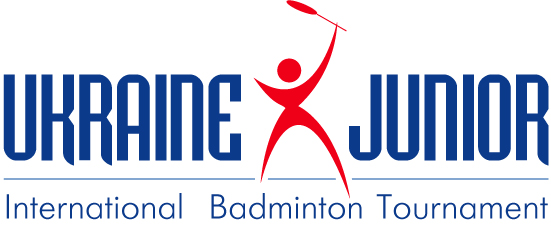 UKRAINE JUNIOR
International Badminton Tournament